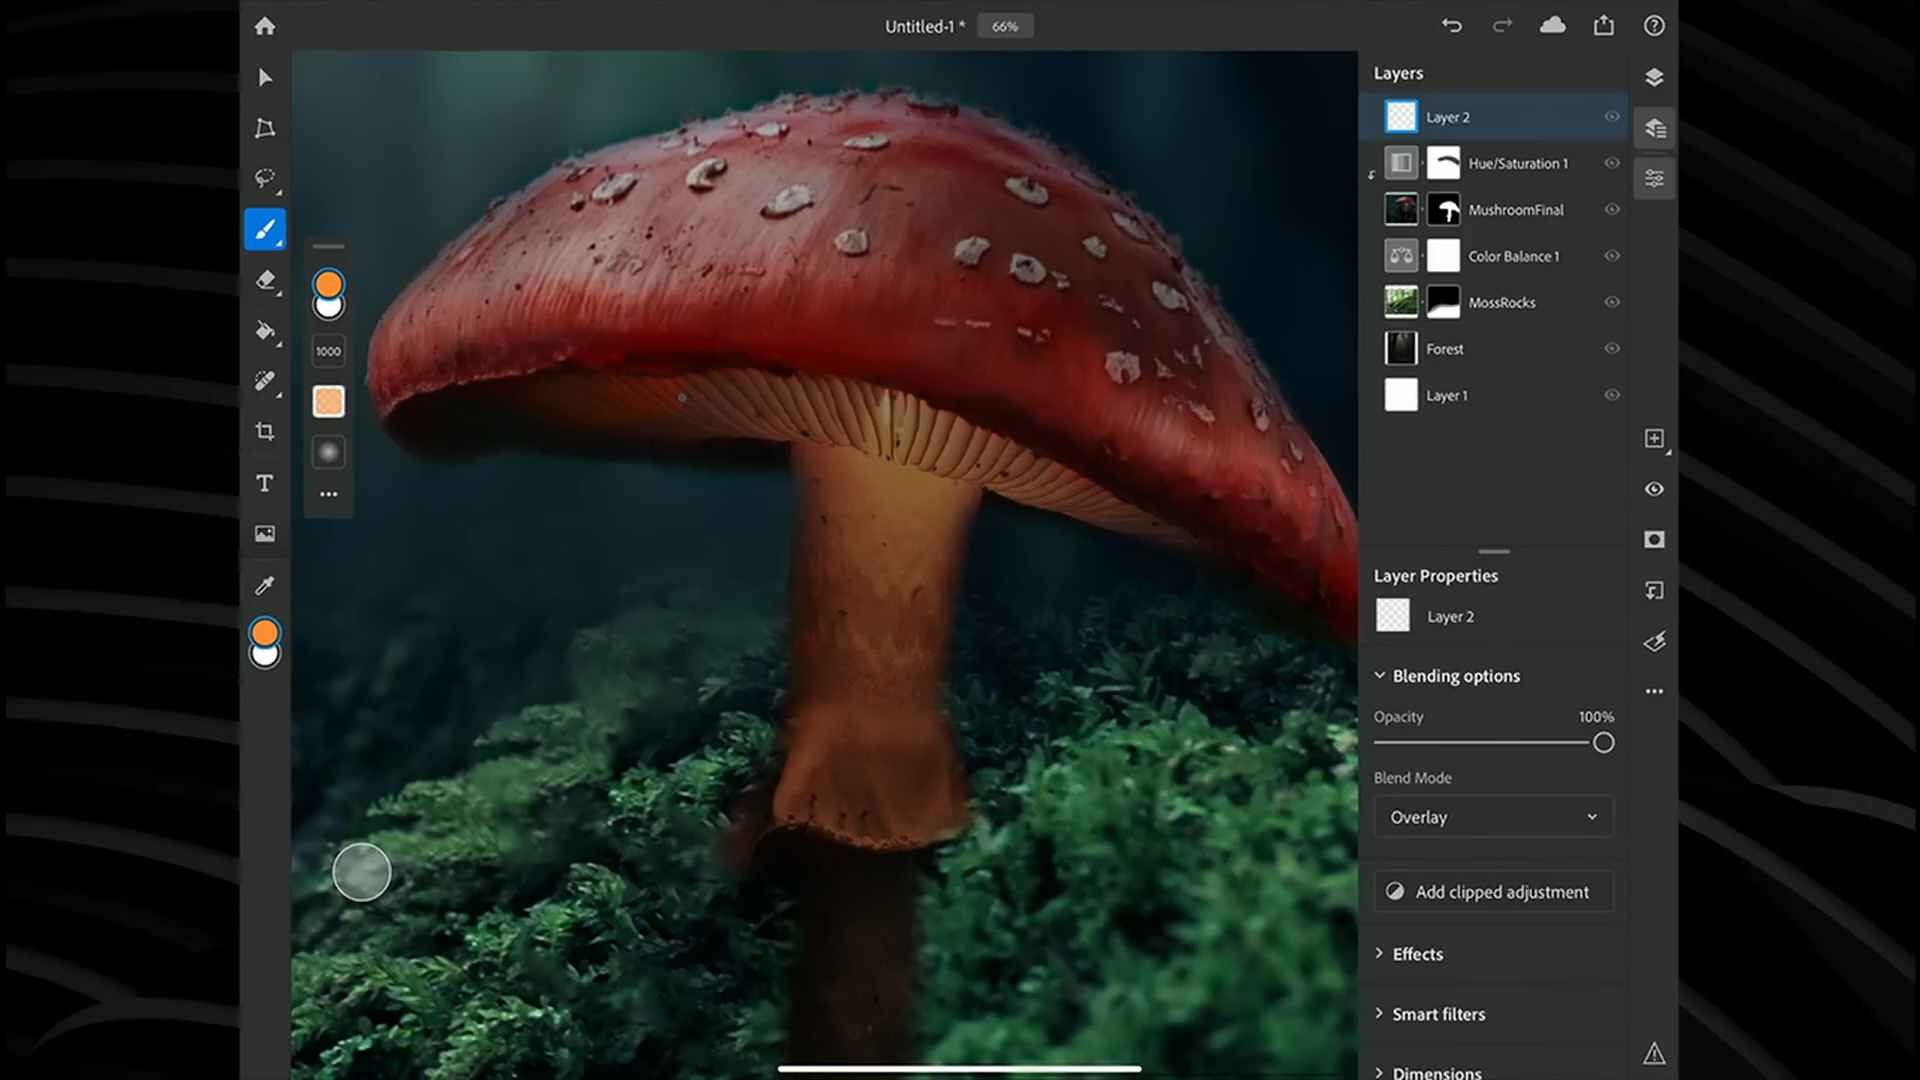 Untitled-1 *
66%
Layers
Layer 2
Hue/Saturation 1
MushroomFinal
Color Balance 1
MossRocks
Forest
Layer 1
1000
T
Layer Properties
Layer 2
Blending options
Opacity
100%
Blend Mode
Overlay
Add clipped adjustment
Effects
Smart filters
Dimensions